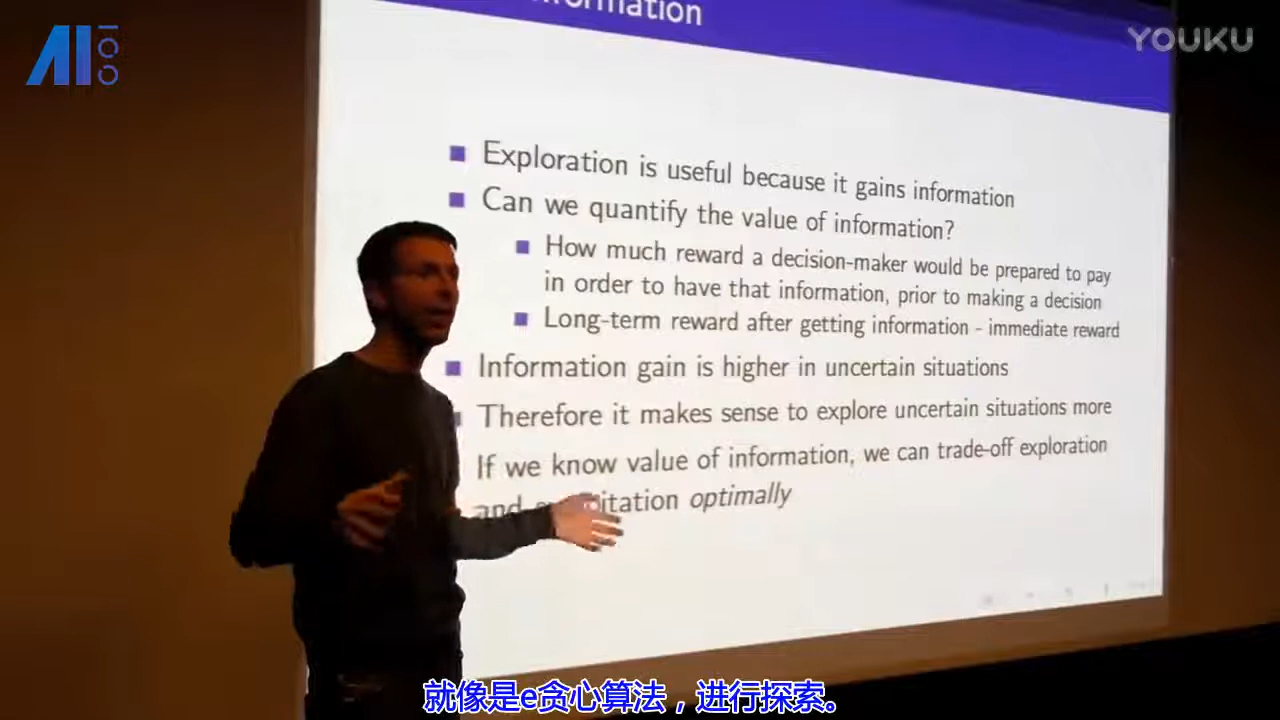 AI
100
YOUKU
Exploration is useful because it gains information
Can we quantify the value of information?
How much reward a decision-maker would be prepared to pay
in order to have that information, prior to making a decision
Long-term reward after getting information - immediate reward
Information gain is higher in uncertain situations
Therefore it makes sense to explore uncertain situations more
If we know value of information, we can trade-off exploration
and optimally
就像是e贪心算法，进行探索。